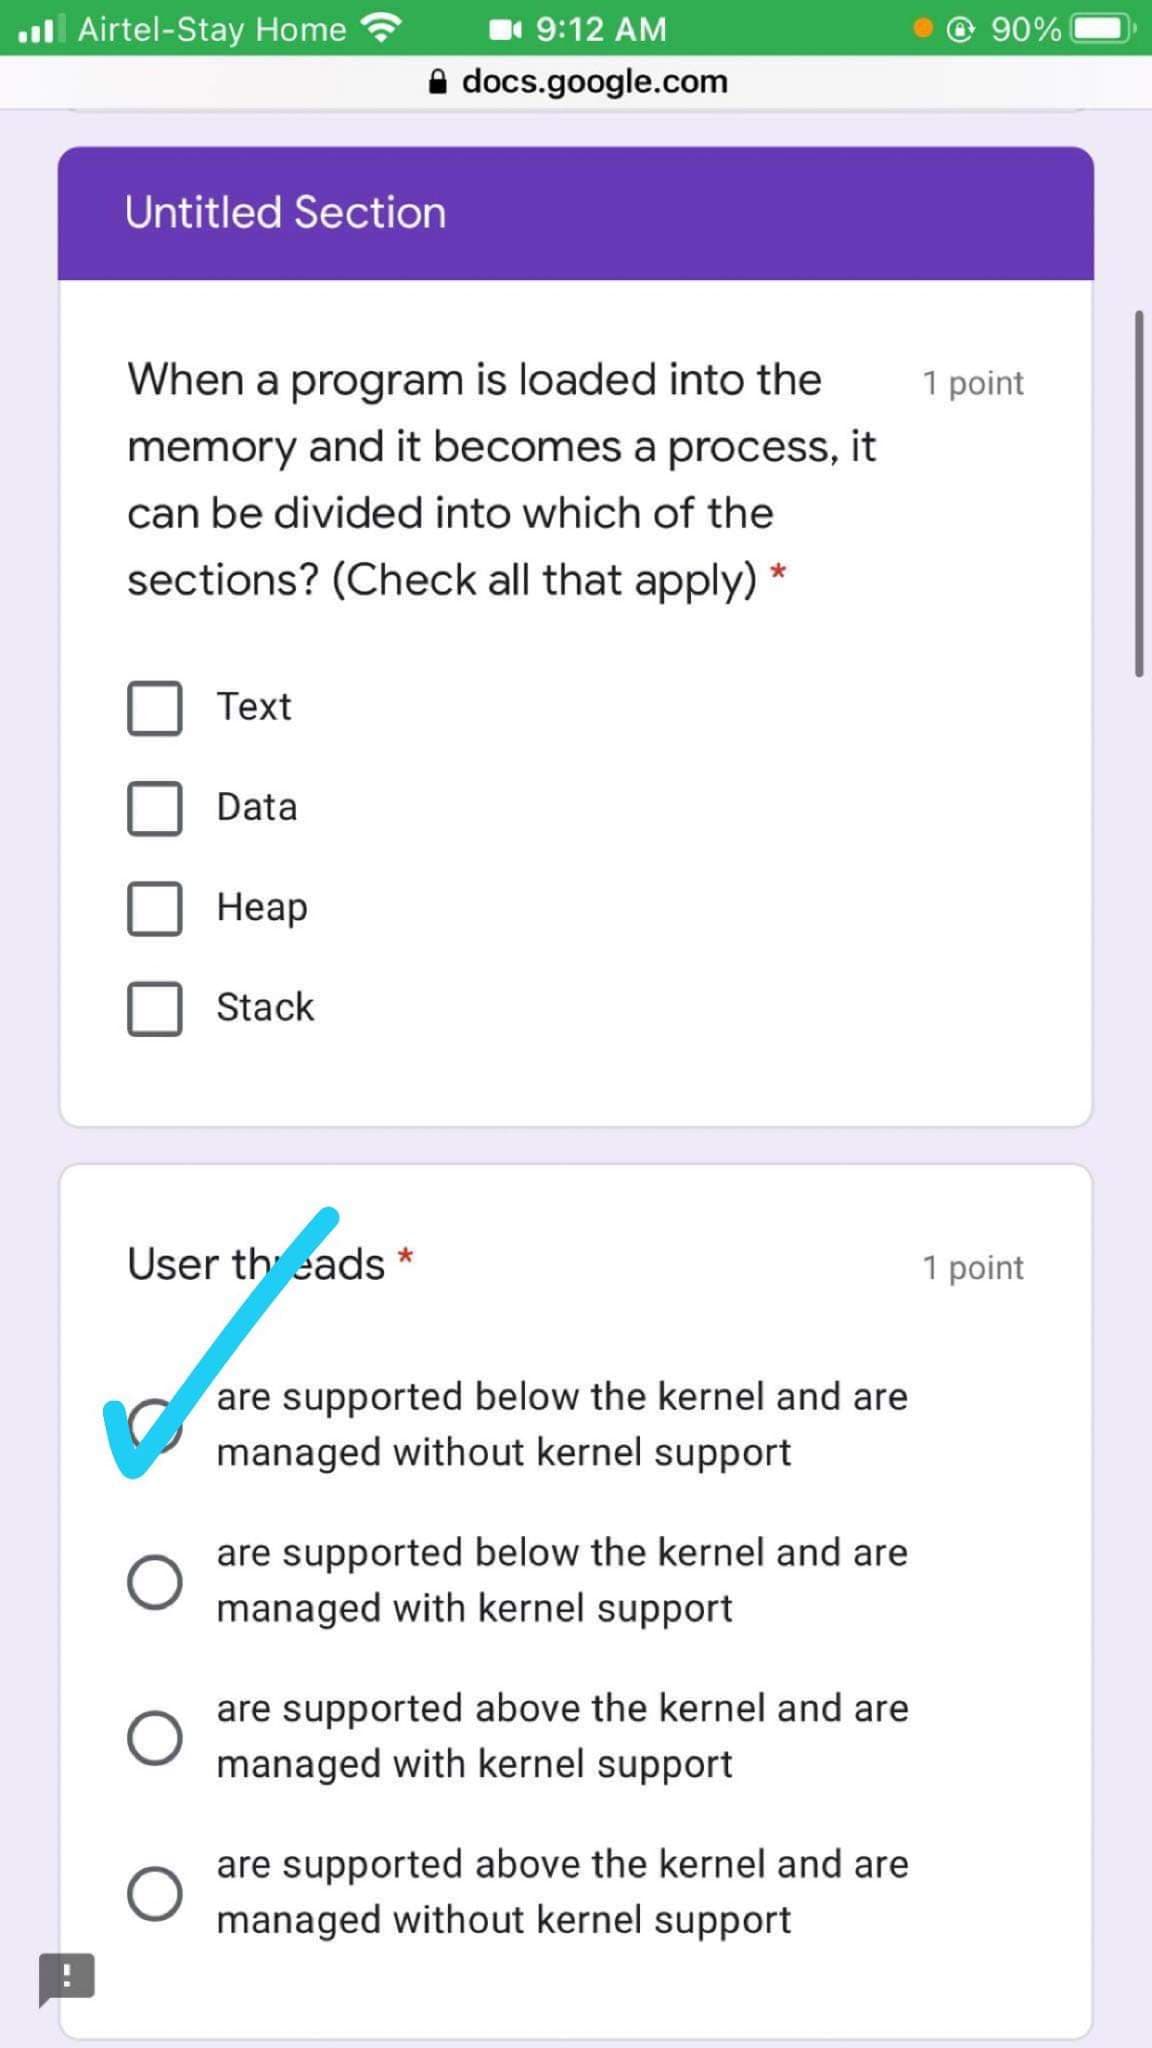 Airtel-Stay Home 9:12 AM 90%
docs.google.com
Untitled Section
When a program is loaded into the 1 point
memory and it becomes a process, it
can be divided into which of the
sections? (Check all that apply) *
Text
Data
Heap
Stack
User threads * 1 point
are supported below the kernel and are
managed without kernel support
are supported below the kernel and are
managed with kernel support
are supported above the kernel and are
managed with kernel support
are supported above the kernel and are
managed without kernel support